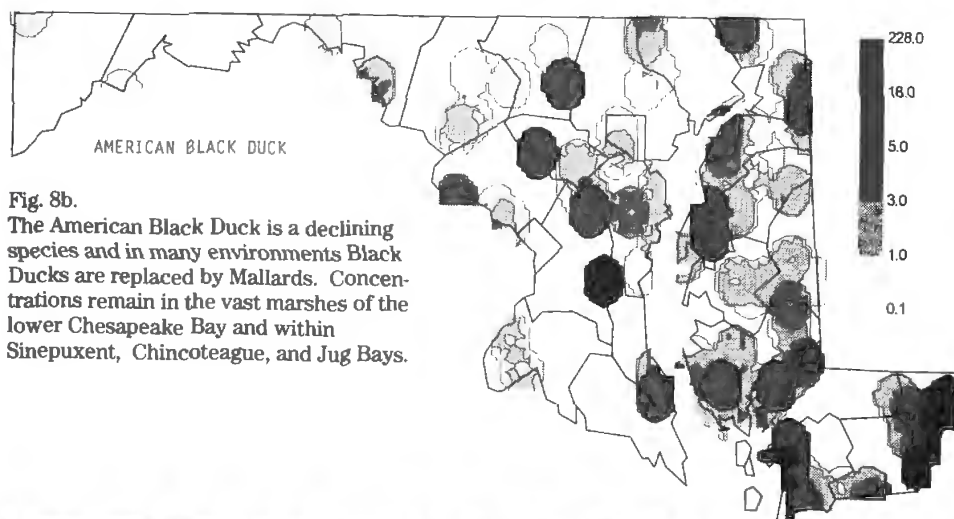 AMERICAN BLACK DUCK
Fig. 8b.
The American Black Duck is a declining
species and in many environments Black
Ducks are replaced by Mallards. Concen-
trations remain in the vast marshes of the
lower Chesapeake Bay and within
Sinepuxent, Chincoteague, and Jug Bays.
228.0
18.0
5.0
3.0
1.0
0.1